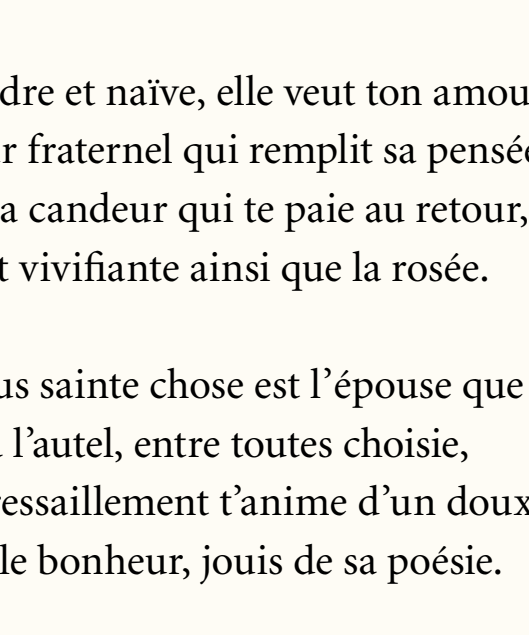 dre et naïve, elle veut ton amou
r fraternel qui remplit sa pensée
a candeur qui te paie au retour,
t vivifiante ainsi que la rosée.
us sainte chose est l’épouse que
l’autel, entre toutes choisie,
ressaillement t’anime d’un doux
le bonheur, jouis de sa poésie.